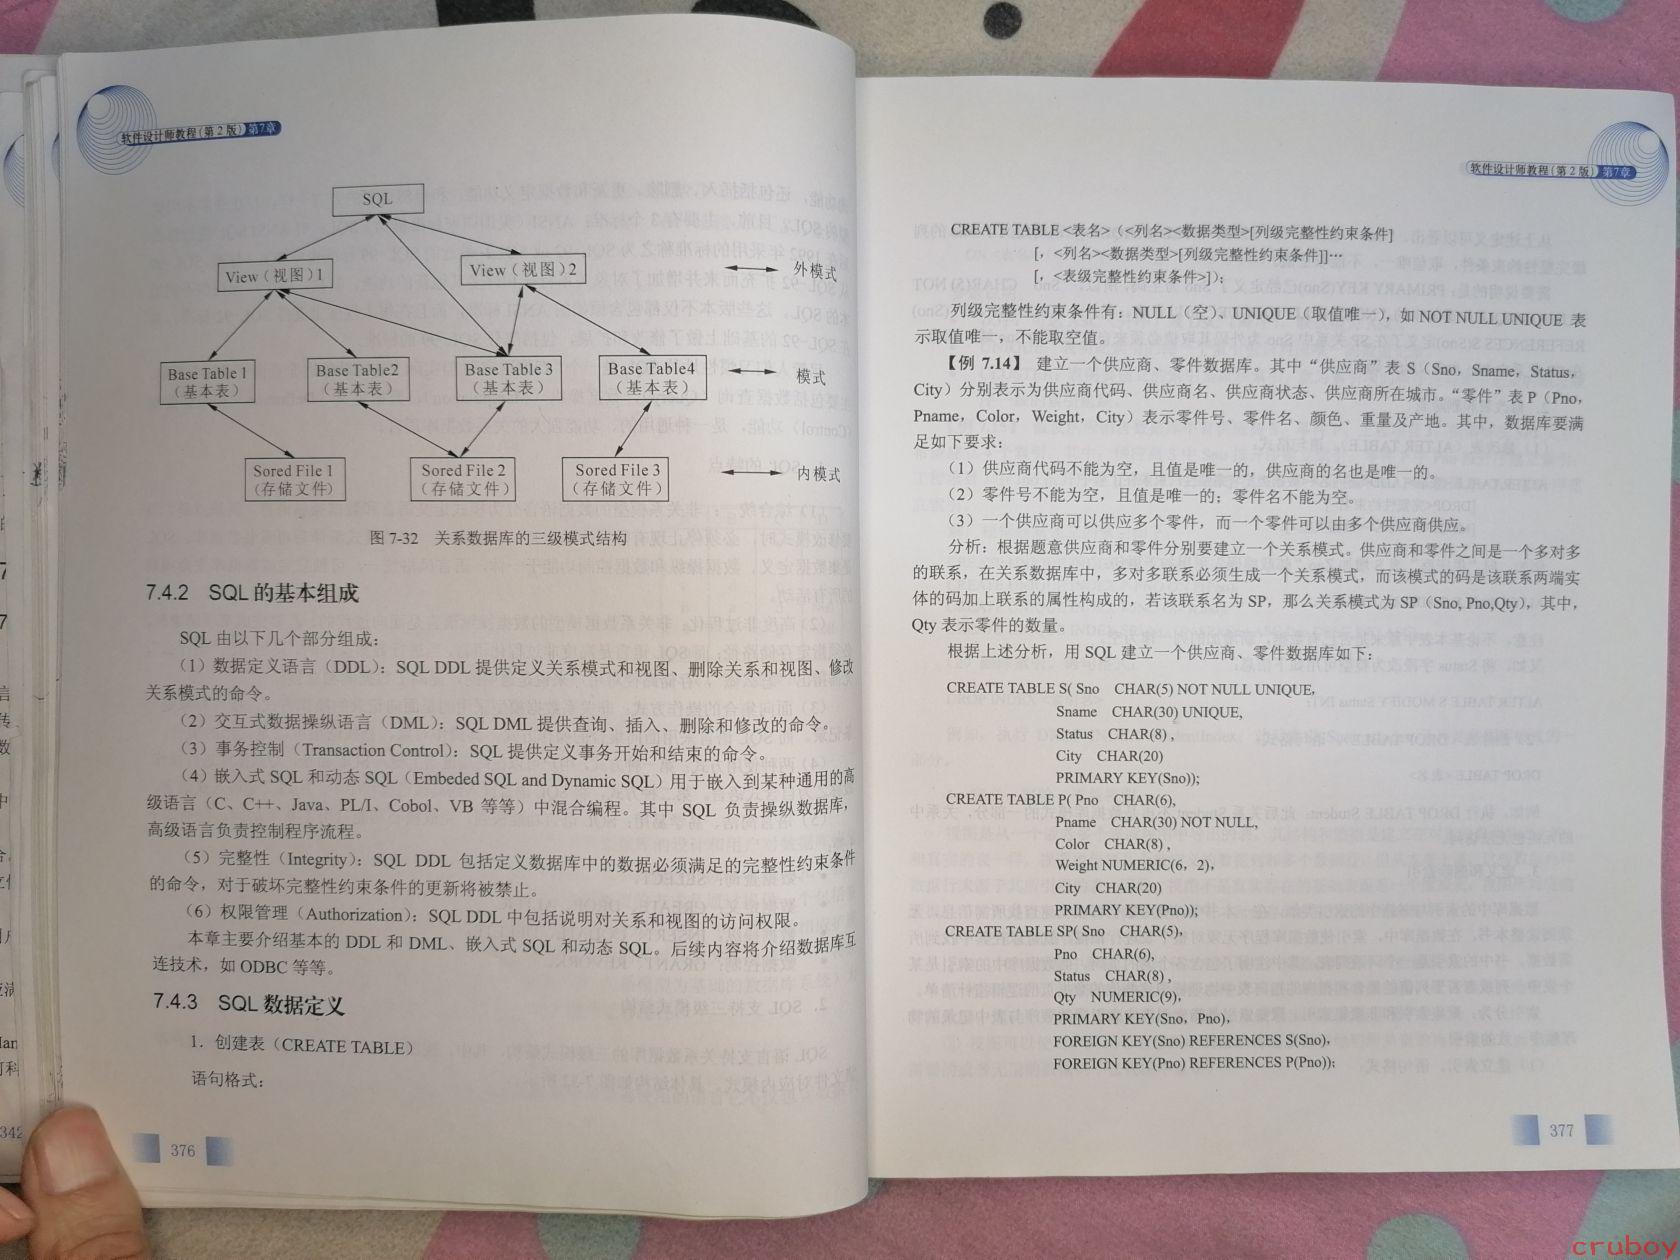 软件设计师教程(第2版) 第7章
SQL
View（视图）1
View（视图）2
外模式
Base Table 1
（基本表）
Base Table2
（基本表）
Base Table 3
（基本表）
Base Table4
（基本表）
模式
Sored File 1
(存储文件)
Sored File 2
（存储文件）
Sored File 3
（存储文件）
内模式
图 7-32 关系数据库的三级模式结构
7.4.2 SQL 的基本组成
SQL 由以下几个部分组成：
（1）数据定义语言（DDL）：SQL DDL 提供定义关系模式和视图、删除关系和视图、修改
关系模式的命令。
（2）交互式数据操纵语言（DML）：SQL DML 提供查询、插入、删除和修改的命令。
（3）事务控制（Transaction Control）：SQL 提供定义事务开始和结束的命令。
（4）嵌入式 SQL 和动态 SQL（Embeded SQL and Dynamic SQL）用于嵌入到某种通用的高
级语言（C、C++、Java、PL/I、Cobol、VB 等等）中混合编程。其中 SQL 负责操纵数据库，
高级语言负责控制程序流程。
（5）完整性（Integrity）：SQL DDL 包括定义数据库中的数据必须满足的完整性约束条件
的命令，对于破坏完整性约束条件的更新将被禁止。
（6）权限管理（Authorization）：SQL DDL 中包括说明对关系和视图的访问权限。
本章主要介绍基本的 DDL 和 DML、嵌入式 SQL 和动态 SQL。后续内容将介绍数据库互
连技术，如 ODBC 等等。
7.4.3 SQL 数据定义
1．创建表（CREATE TABLE）
语句格式：
376
软件设计师教程(第2版) 第7章
CREATE TABLE <表名>（<列名><数据类型>[列级完整性约束条件]
[，<列名><数据类型>[列级完整性约束条件]]…
[，<表级完整性约束条件>]）;
列级完整性约束条件有：NULL（空）、UNIQUE（取值唯一），如 NOT NULL UNIQUE 表
示取值唯一，不能取空值。
【例 7.14】 建立一个供应商、零件数据库。其中“供应商”表 S（Sno，Sname，Status，
City）分别表示为供应商代码、供应商名、供应商状态、供应商所在城市。“零件”表 P（Pno，
Pname，Color，Weight，City）表示零件号、零件名、颜色、重量及产地。其中，数据库要满
足如下要求：
（1）供应商代码不能为空，且值是唯一的，供应商的名也是唯一的。
（2）零件号不能为空，且值是唯一的；零件名不能为空。
（3）一个供应商可以供应多个零件，而一个零件可以由多个供应商供应。
分析：根据题意供应商和零件分别要建立一个关系模式。供应商和零件之间是一个多对多
的联系，在关系数据库中，多对多联系必须生成一个关系模式，而该模式的码是该联系两端实
体的码加上联系的属性构成的，若该联系名为 SP，那么关系模式为 SP（Sno, Pno,Qty），其中，
Qty 表示零件的数量。
根据上述分析，用 SQL 建立一个供应商、零件数据库如下：
CREATE TABLE S( Sno CHAR(5) NOT NULL UNIQUE，
Sname CHAR(30) UNIQUE,
Status CHAR(8) ,
City CHAR(20)
PRIMARY KEY(Sno));
CREATE TABLE P( Pno CHAR(6),
Pname CHAR(30) NOT NULL,
Color CHAR(8) ,
Weight NUMERIC(6，2)，
City CHAR(20)
PRIMARY KEY(Pno));
CREATE TABLE SP( Sno CHAR(5)，
Pno CHAR(6),
Status CHAR(8) ,
Qty NUMERIC(9)，
PRIMARY KEY(Sno，Pno)，
FOREIGN KEY(Sno) REFERENCES S(Sno)，
FOREIGN KEY(Pno) REFERENCES P(Pno));
377
342
cruboy